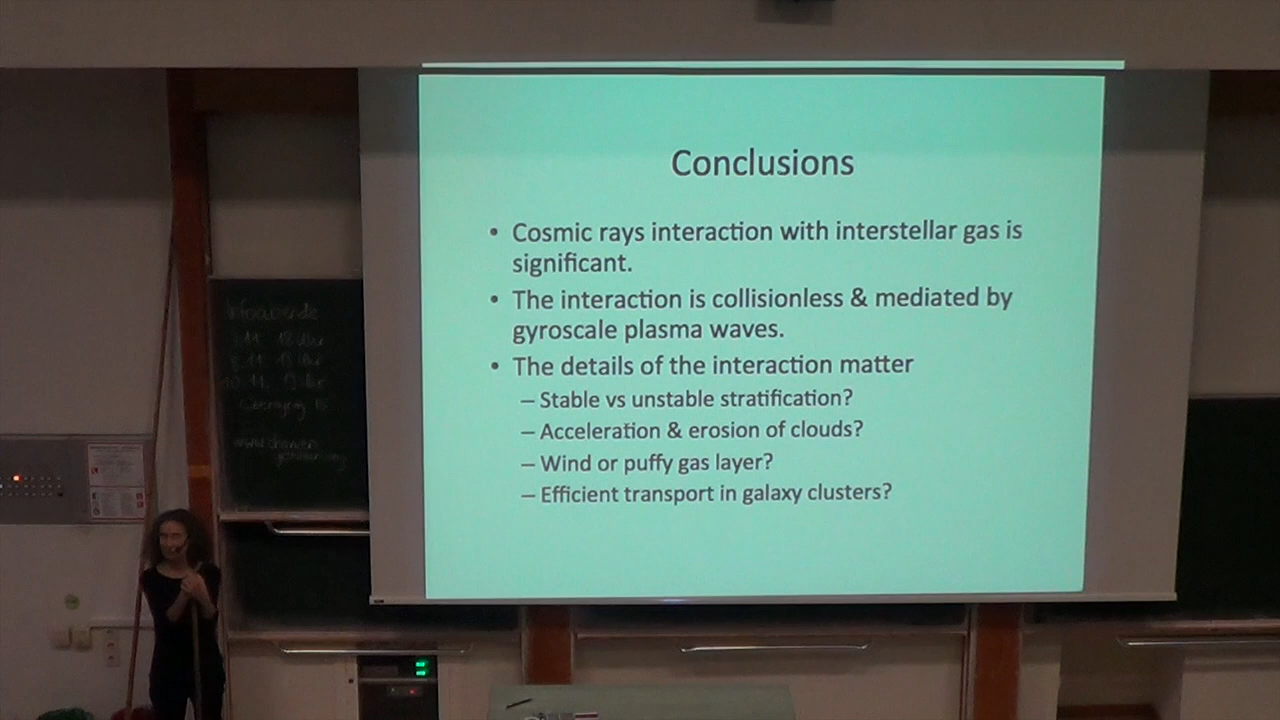 Conclusions
• Cosmic rays interaction with interstellar gas is
significant.
• The interaction is collisionless & mediated by
gyroscale plasma waves.
• The details of the interaction matter
– Stable vs unstable stratification?
– Acceleration & erosion of clouds?
– Wind or puffy gas layer?
– Efficient transport in galaxy clusters?
Infoabende